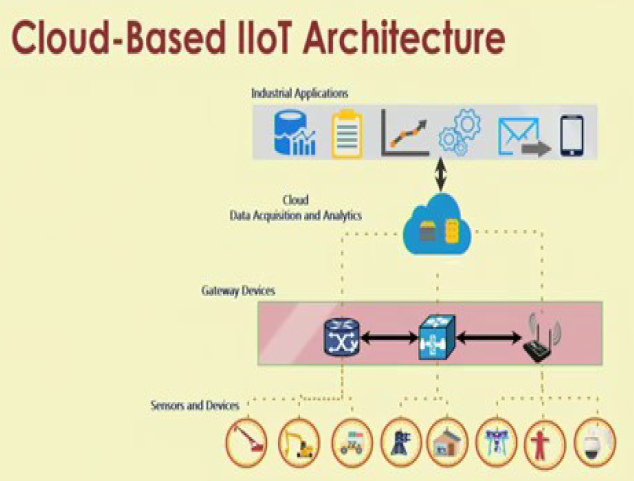 Cloud-Based IIoT Architecture
Industrial Applications
Cloud
Data Acquisition and Analytics
Gateway Devices
Sensors and Devices